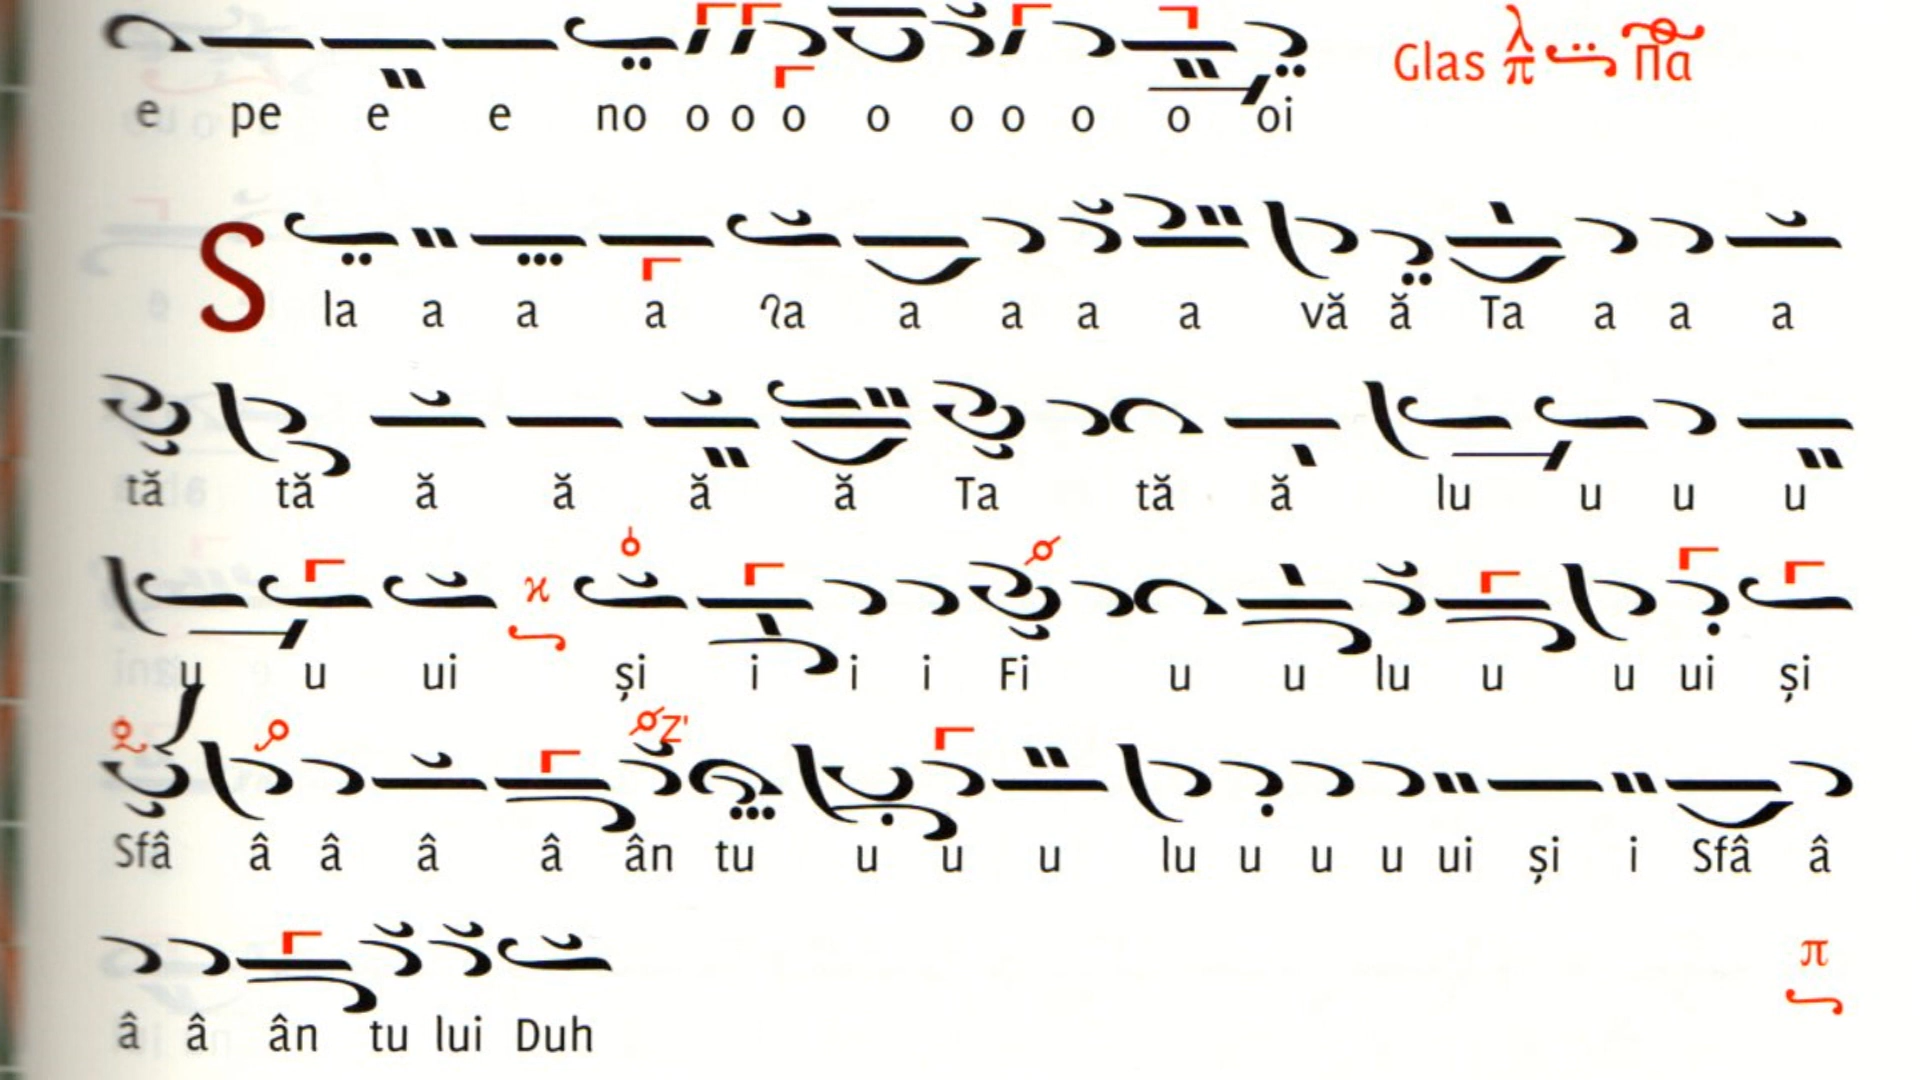 e pe e e no o o o o o o o o oi Glas λ π Πα
S la a a a ʔa a a a a vă ă Ta a a a
tă tă ă ă ă ă Ta tă ă lu u u u
u u ui ϰ și i i i Fi u u lu u u ui și
Z'
Sfâ â â â â ân tu u u u lu u u u ui și i Sfâ â
π
â â ân tu lui Duh